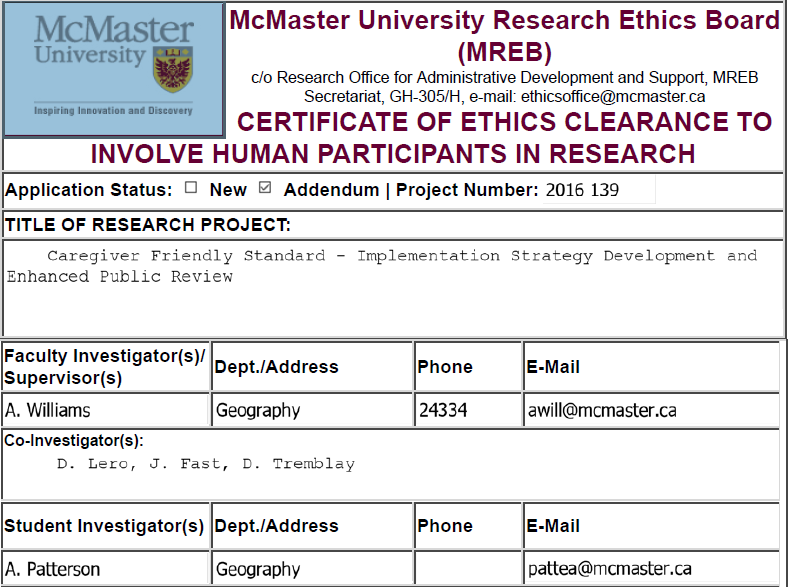 McMaster
University
Inspiring Innovation and Discovery
McMaster University Research Ethics Board
(MREB)
c/o Research Office for Administrative Development and Support, MREB
Secretariat, GH-305/H, e-mail: ethicsoffice@mcmaster.ca
CERTIFICATE OF ETHICS CLEARANCE TO
INVOLVE HUMAN PARTICIPANTS IN RESEARCH
Application Status: ☐ New ☑ Addendum | Project Number: 2016 139
TITLE OF RESEARCH PROJECT:
Caregiver Friendly Standard - Implementation Strategy Development and
Enhanced Public Review
Faculty Investigator(s)/
Supervisor(s) Dept./Address Phone E-Mail
A. Williams Geography 24334 awill@mcmaster.ca
Co-Investigator(s):
D. Lero, J. Fast, D. Tremblay
Student Investigator(s) Dept./Address Phone E-Mail
A. Patterson Geography pattea@mcmaster.ca